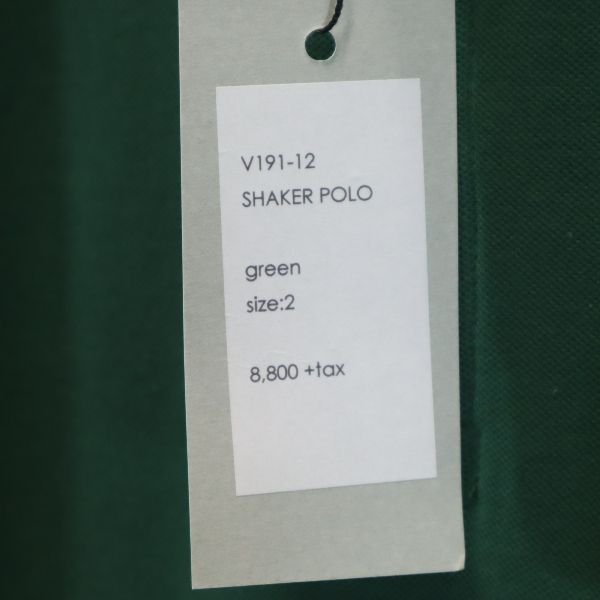 V191-12
SHAKER POLO
green
size:2
8,800 +tax